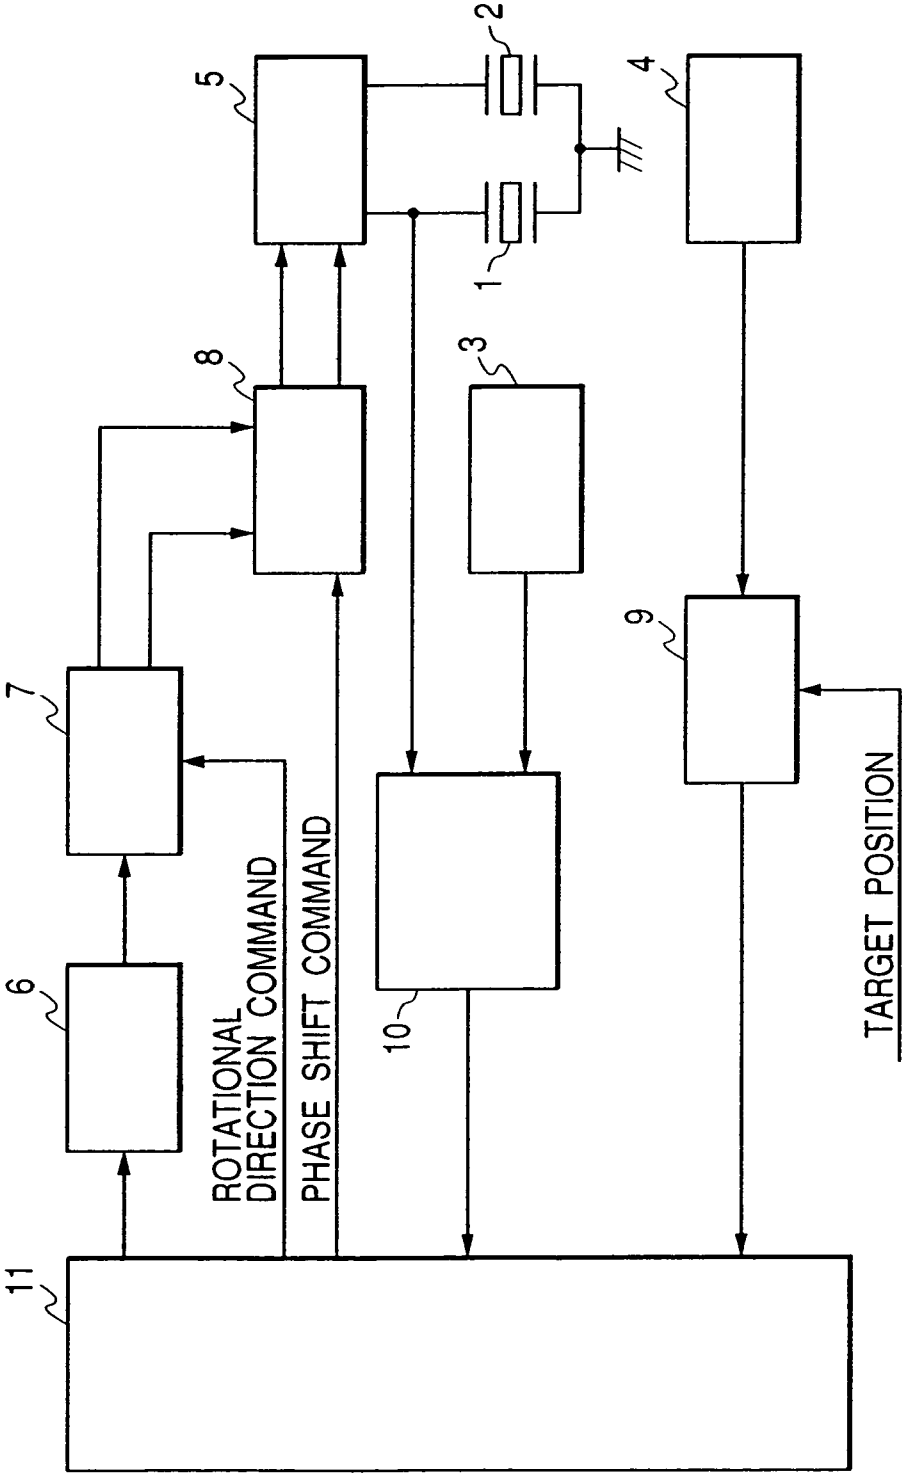 11
6
7
8
5
ROTATIONAL
DIRECTION COMMAND
PHASE SHIFT COMMAND
10
3
1
2
9
4
TARGET POSITION